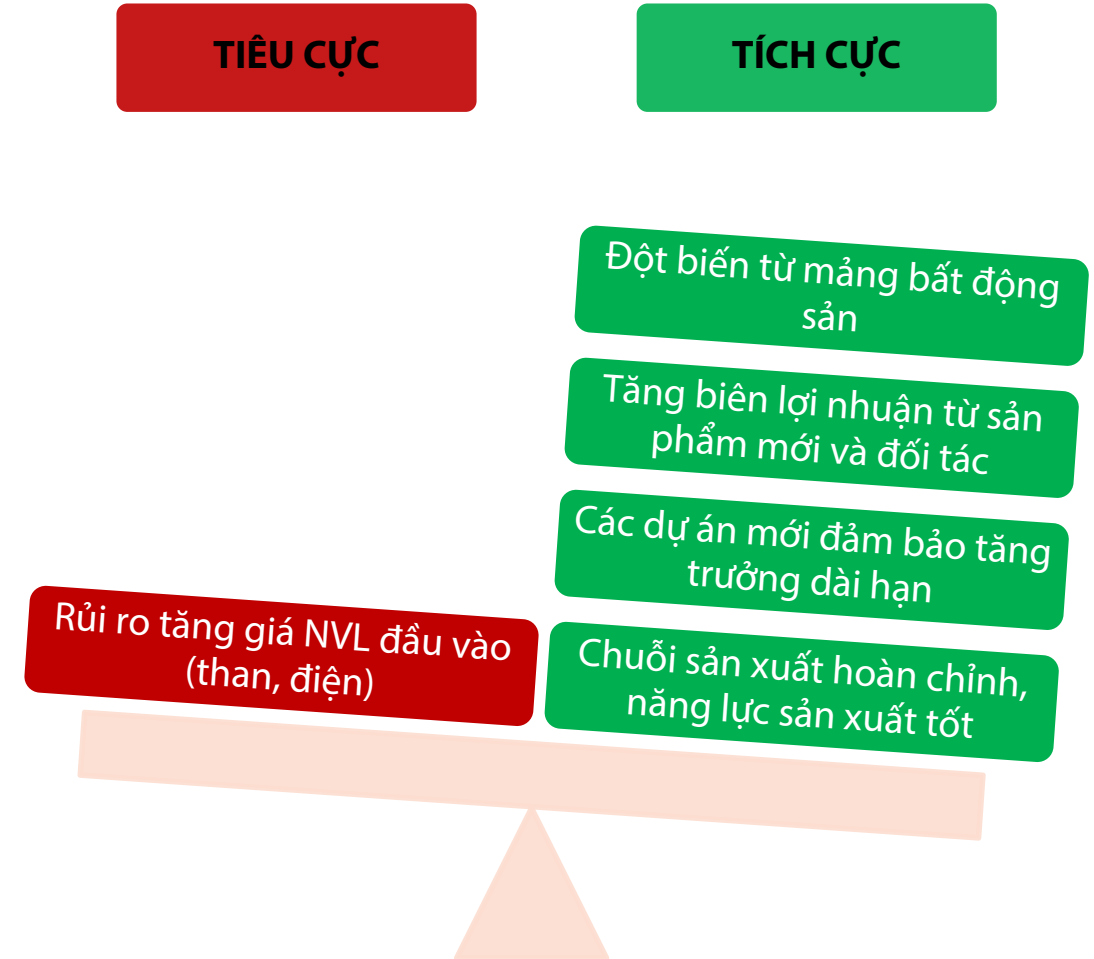 TIÊU CỰC
TÍCH CỰC
Đột biến từ mảng bất động
sản
Tăng biên lợi nhuận từ sản
phẩm mới và đối tác
Các dự án mới đảm bảo tăng
trưởng dài hạn
Rủi ro tăng giá NVL đầu vào
(than, điện)
Chuỗi sản xuất hoàn chỉnh,
năng lực sản xuất tốt